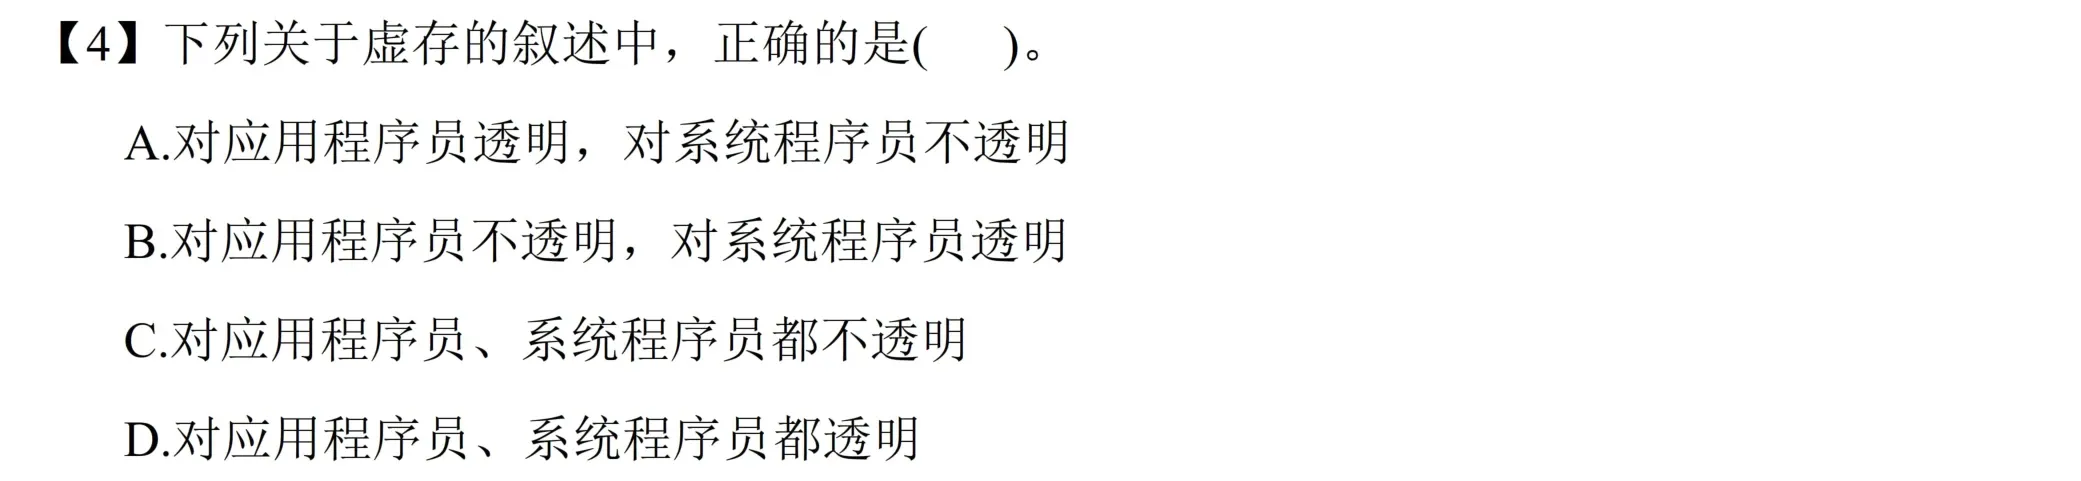 【4】下列关于虚存的叙述中，正确的是(    )。
A.对应用程序员透明，对系统程序员不透明
B.对应用程序员不透明，对系统程序员透明
C.对应用程序员、系统程序员都不透明
D.对应用程序员、系统程序员都透明